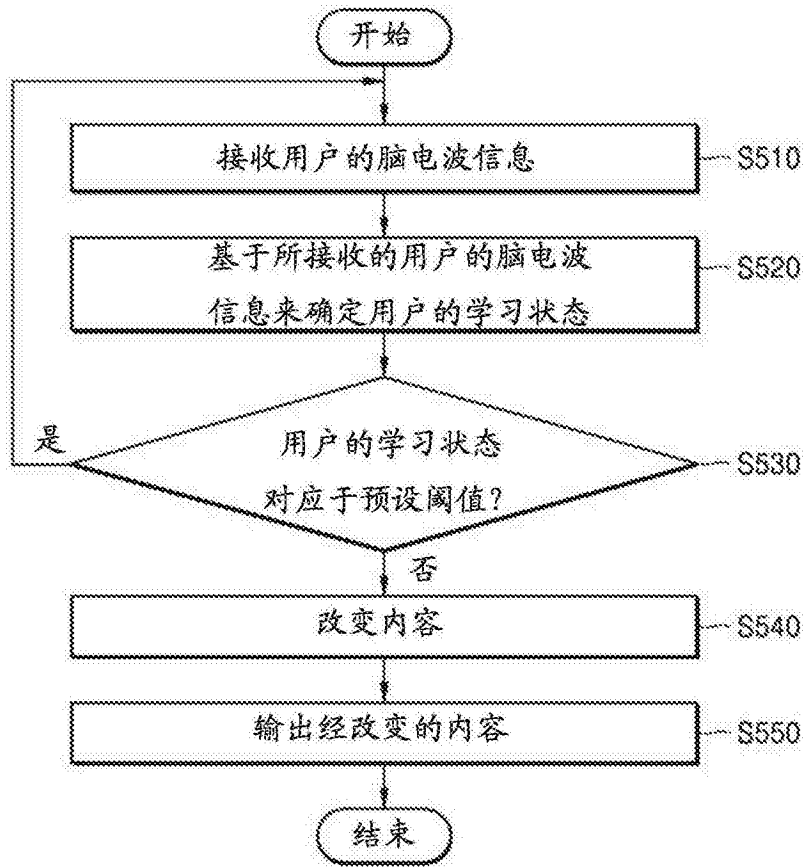 开始
接收用户的脑电波信息
S510
基于所接收的用户的脑电波
信息来确定用户的学习状态
S520
是
用户的学习状态
对应于预设阈值?
S530
否
改变内容
S540
输出经改变的内容
S550
结束